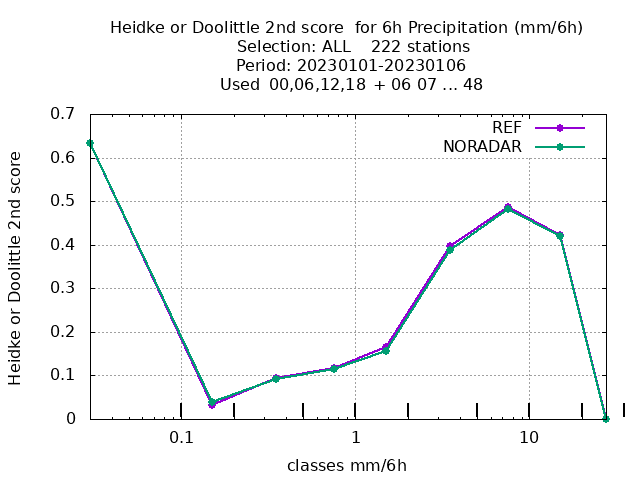 Heidke or Doolittle 2nd score  for 6h Precipitation (mm/6h)
Selection: ALL    222 stations
Period: 20230101-20230106
Used  00,06,12,18  + 06 07 ... 48
REF
NORADAR
0.7
0.6
0.5
0.4
0.3
0.2
0.1
0
Heidke or Doolittle 2nd score
0.1
1
10
classes mm/6h